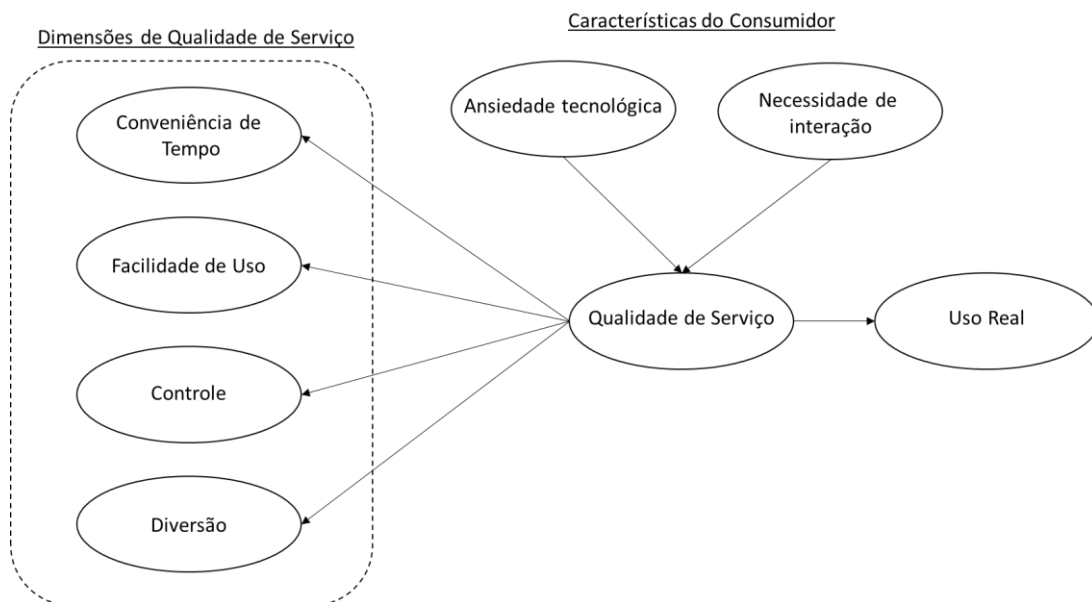 Dimensões de Qualidade de Serviço
Conveniência de
Tempo
Facilidade de Uso
Controle
Diversão
Características do Consumidor
Ansiedade tecnológica
Necessidade de
interação
Qualidade de Serviço
Uso Real